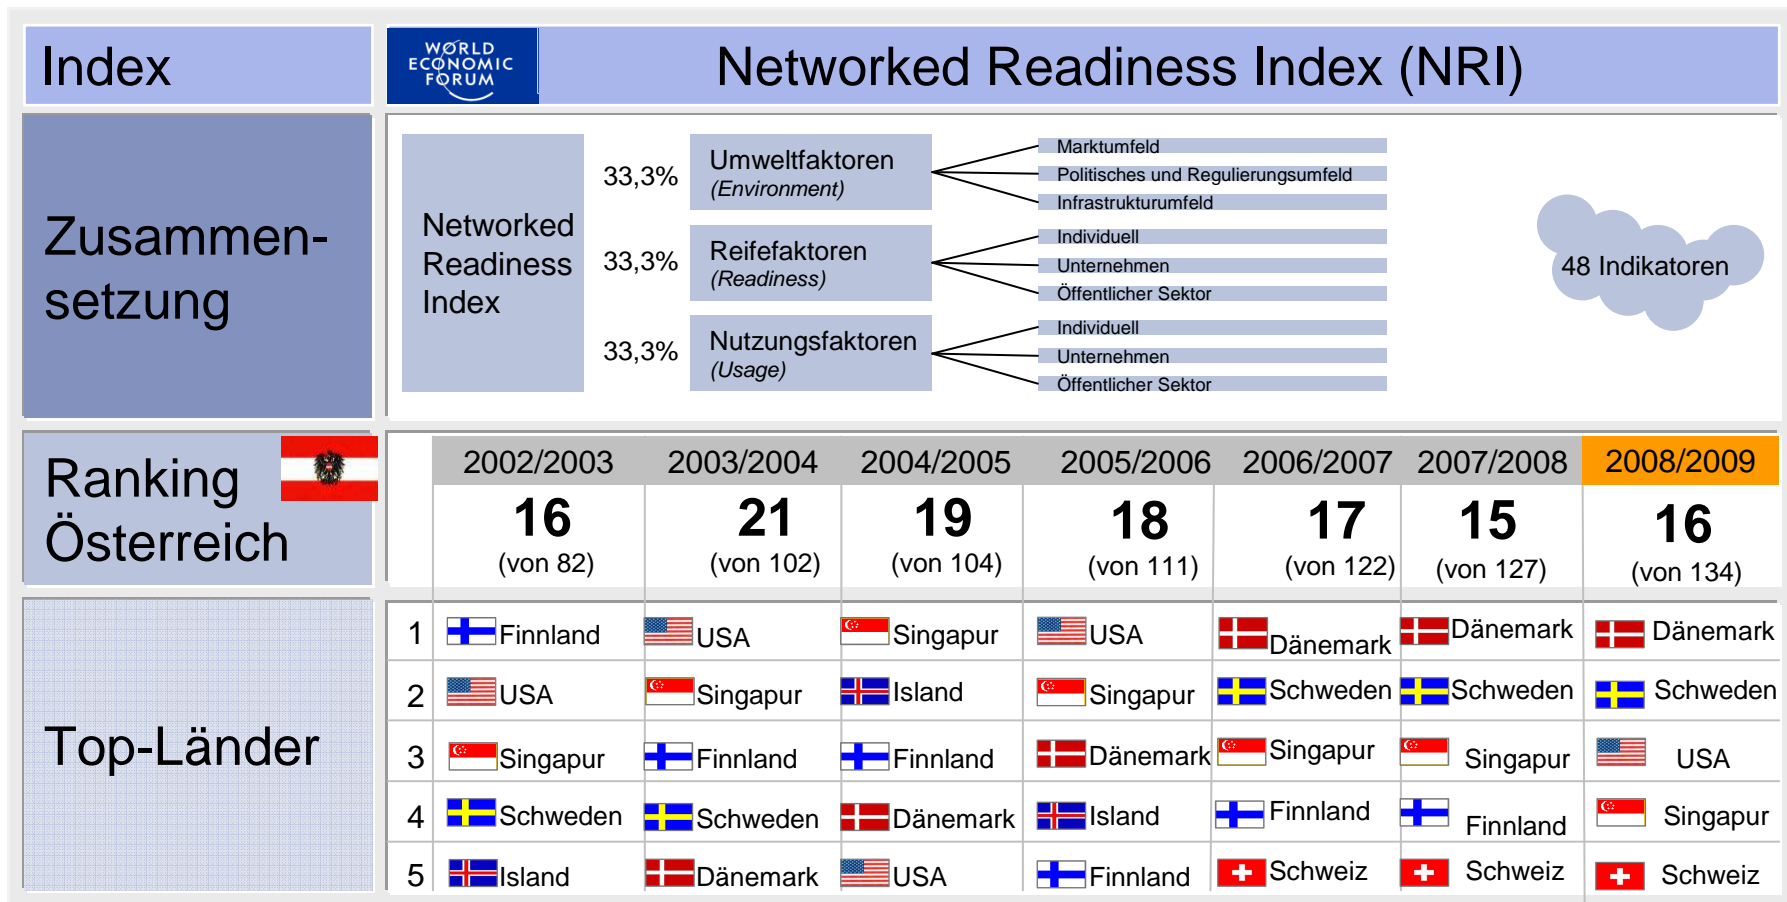 Index
WORLD
ECONOMIC
FORUM
Networked Readiness Index (NRI)
Zusammen-
setzung
Networked
Readiness
Index
33,3%
Umweltfaktoren
(Environment)
Marktumfeld
Politisches und Regulierungsumfeld
Infrastrukturumfeld
33,3%
Reifefaktoren
(Readiness)
Individuell
Unternehmen
Öffentlicher Sektor
33,3%
Nutzungsfaktoren
(Usage)
Individuell
Unternehmen
Öffentlicher Sektor
48 Indikatoren
Ranking
Österreich
2002/2003 2003/2004 2004/2005 2005/2006 2006/2007 2007/2008 2008/2009
16 21 19 18 17 15 16
(von 82) (von 102) (von 104) (von 111) (von 122) (von 127) (von 134)
Top-Länder
1 Finnland USA Singapur USA Dänemark Dänemark Dänemark
2 USA Singapur Island Singapur Schweden Schweden Schweden
3 Singapur Finnland Finnland Dänemark Singapur Singapur USA
4 Schweden Schweden Dänemark Island Finnland Finnland Singapur
5 Island Dänemark USA Finnland Schweiz Schweiz Schweiz